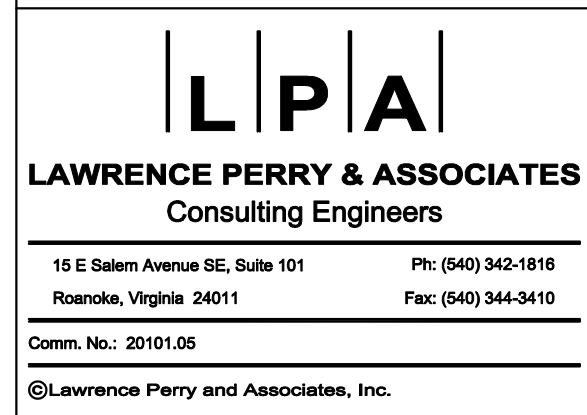 LPA
LAWRENCE PERRY & ASSOCIATES
Consulting Engineers
15 E Salem Avenue SE, Suite 101 Ph: (540) 342-1816
Roanoke, Virginia 24011 Fax: (540) 344-3410
Comm. No.: 20101.05
©Lawrence Perry and Associates, Inc.